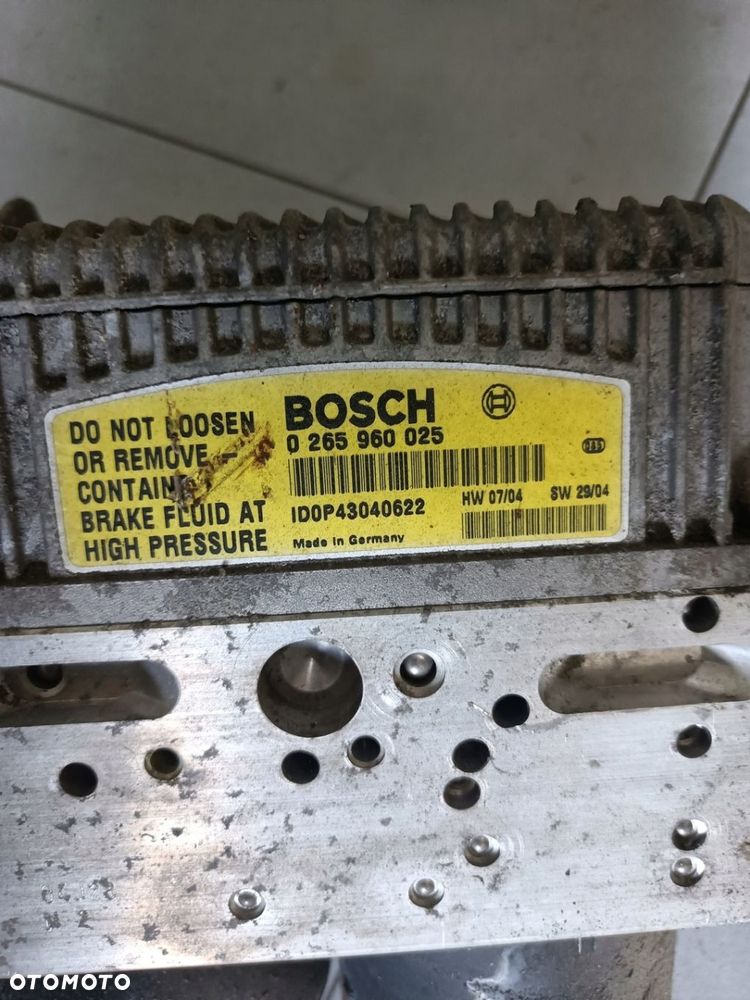 DO NOT LOOSEN
OR REMOVE -
CONTAINS
BRAKE FLUID AT
HIGH PRESSURE
BOSCH
0 265 960 025
ID0P43040622
Made in Germany
HW 07/04 SW 29/04
OTOMOTO